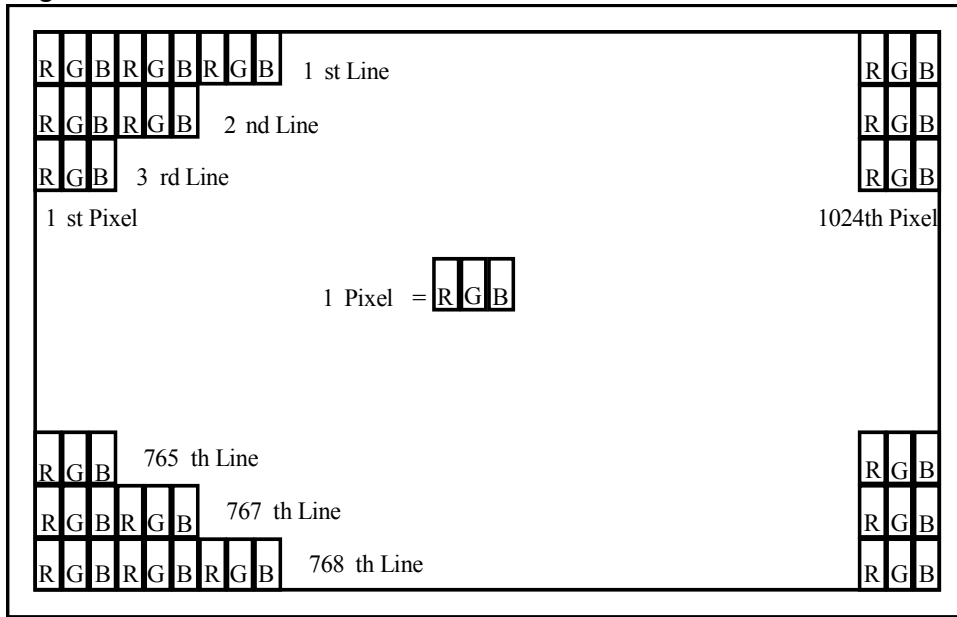 R G B R G B R G B 1 st Line R G B
R G B R G B 2 nd Line R G B
R G B 3 rd Line R G B
1 st Pixel 1024th Pixel
1 Pixel = R G B
R G B 765 th Line R G B
R G B R G B 767 th Line R G B
R G B R G B R G B 768 th Line R G B